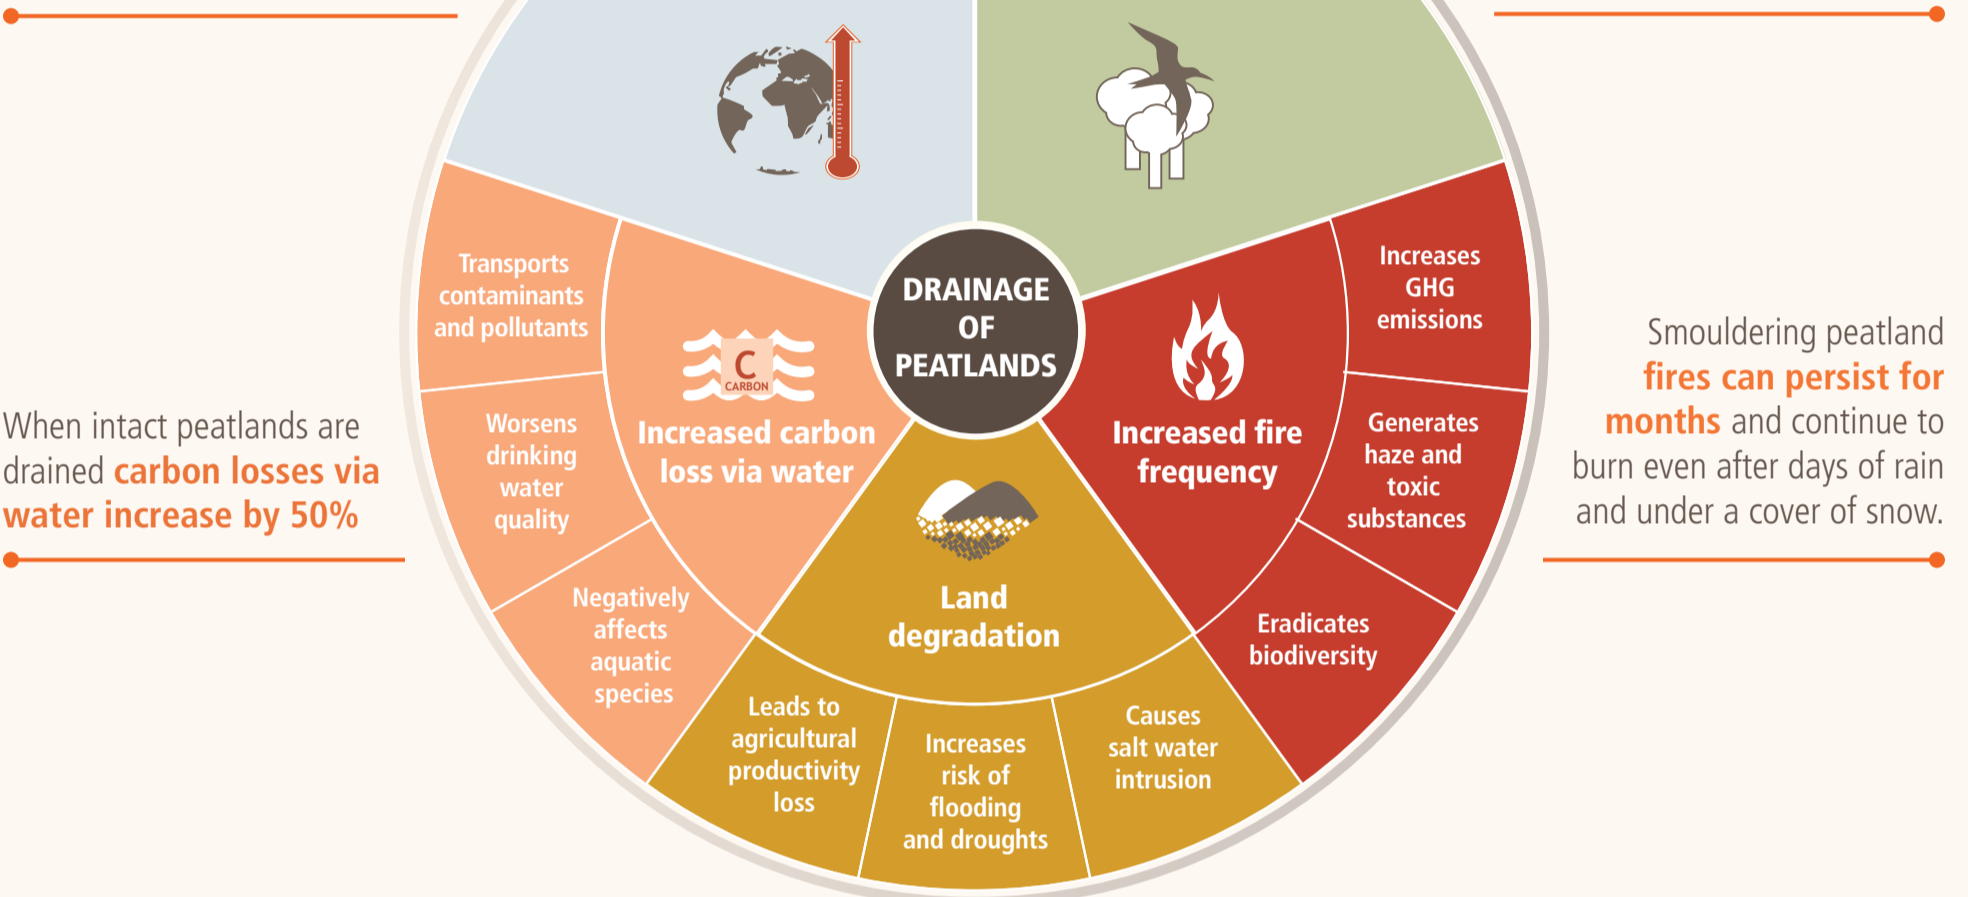 DRAINAGE
OF
PEATLANDS
Transports
contaminants
and pollutants
Worsens
drinking
water
quality
Negatively
affects
aquatic
species
C
CARBON
Increased carbon
loss via water
Land
degradation
Leads to
agricultural
productivity
loss
Increases
risk of
flooding
and droughts
Causes
salt water
intrusion
Increased fire
frequency
Increases
GHG
emissions
Generates
haze and
toxic
substances
Eradicates
biodiversity
When intact peatlands are
drained carbon losses via
water increase by 50%
Smouldering peatland
fires can persist for
months and continue to
burn even after days of rain
and under a cover of snow.